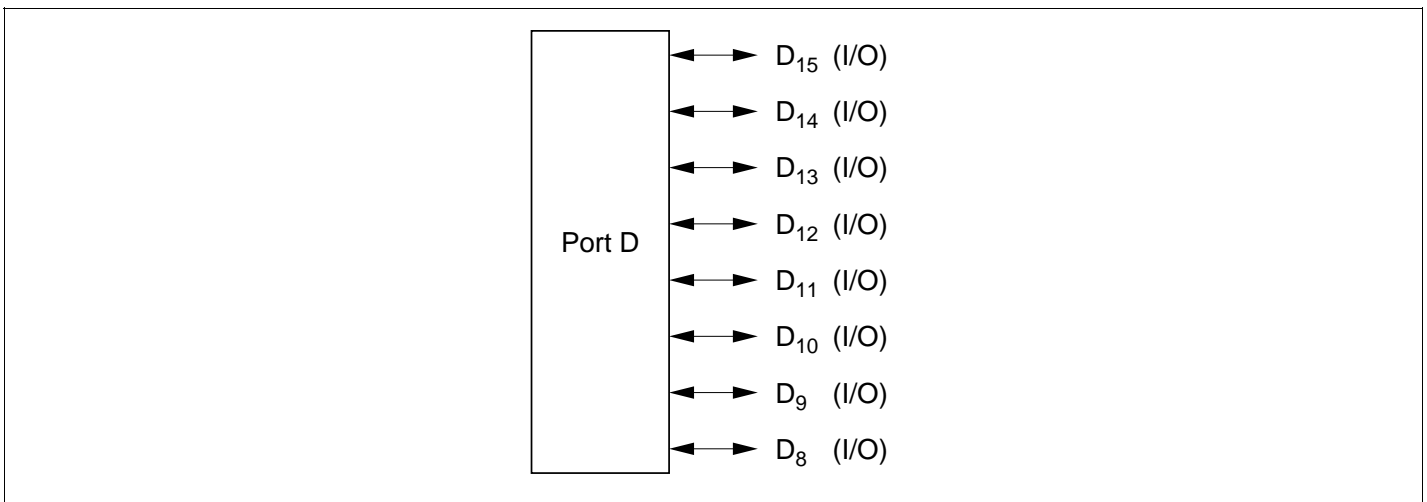 D15 (I/O)
D14 (I/O)
D13 (I/O)
D12 (I/O)
Port D
D11 (I/O)
D10 (I/O)
D9 (I/O)
D8 (I/O)